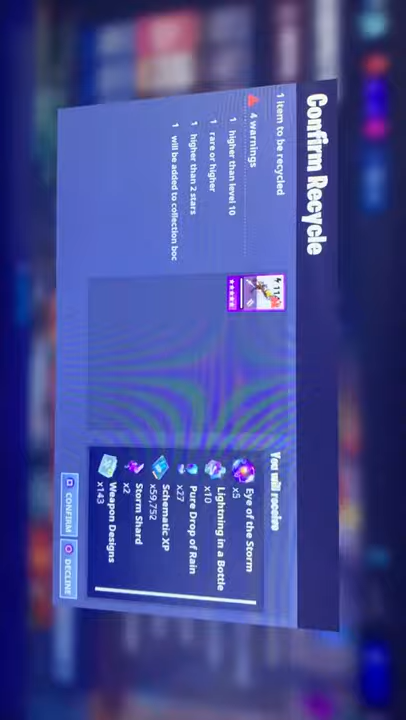 Confirm Recycle
1 item to be recycled
4 warnings
1 higher than level 10
1 rare or higher
1 higher than 2 stars
1 will be added to collection boc
You will receive
Eye of the Storm
x5
Lightning in a Bottle
x10
Pure Drop of Rain
x27
Schematic XP
x59,752
Storm Shard
x2
Weapon Designs
x143
CONFIRM
DECLINE